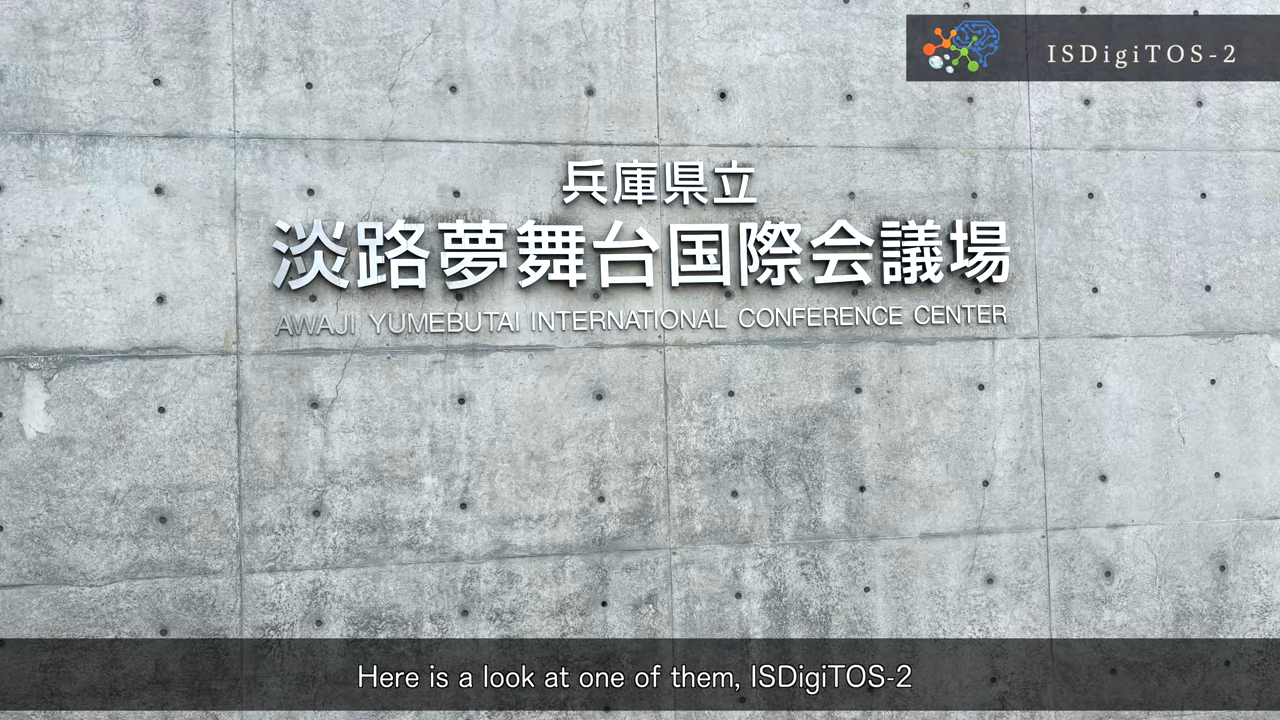 ISDigiTOS-2
兵庫県立
淡路夢舞台国際会議場
AWAJI YUMEBUTAI INTERNATIONAL CONFERENCE CENTER
Here is a look at one of them, ISDigiTOS-2